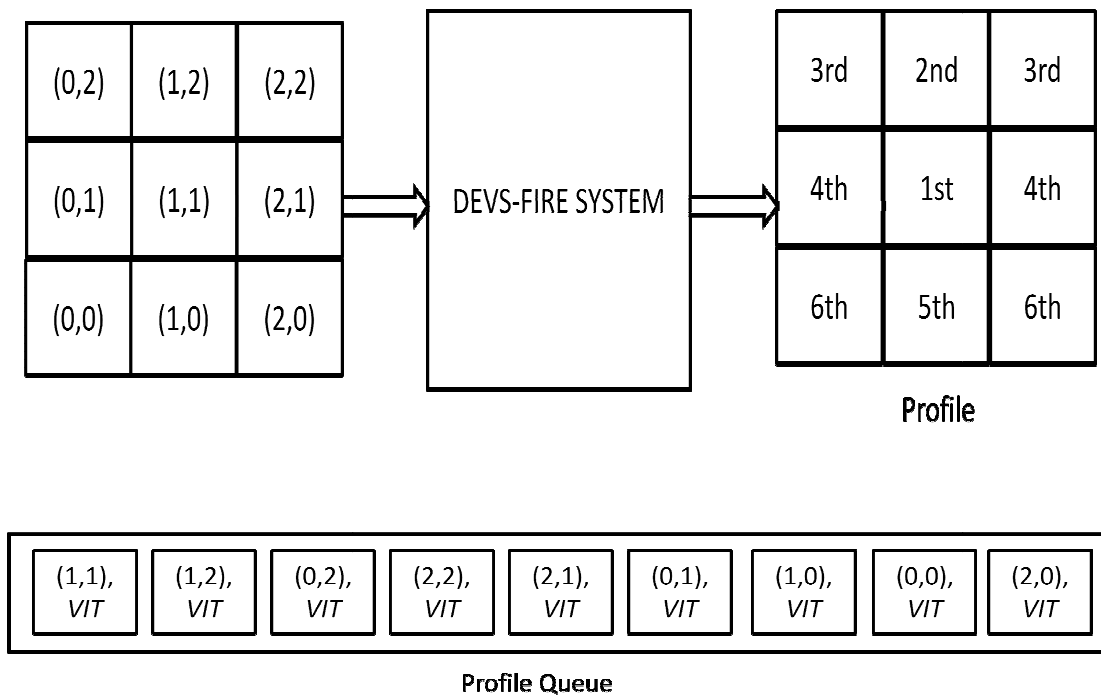 (0,2) (1,2) (2,2)
(0,1) (1,1) (2,1)
(0,0) (1,0) (2,0)
DEVS-FIRE SYSTEM
3rd 2nd 3rd
4th 1st 4th
6th 5th 6th
Profile
(1,1), (1,2), (0,2), (2,2), (2,1), (0,1), (1,0), (0,0), (2,0),
VIT VIT VIT VIT VIT VIT VIT VIT VIT
Profile Queue